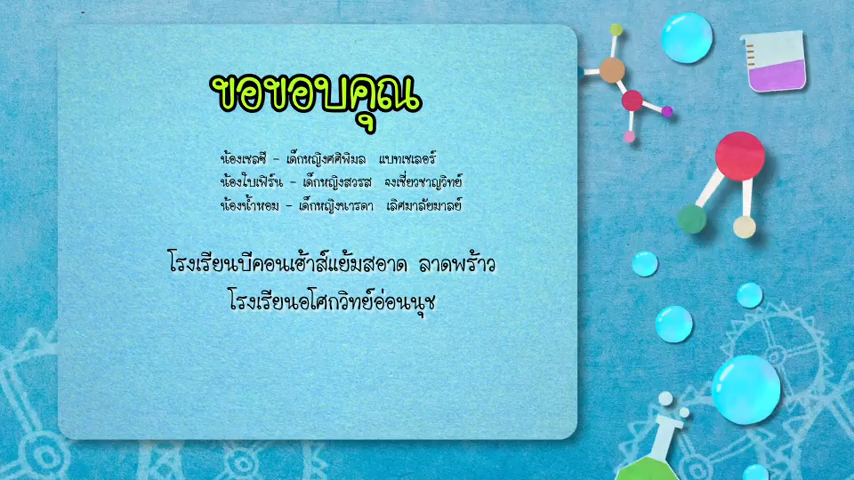 ขอขอบคุณ
น้องเชลซี - เด็กหญิงศศิพิมล แบทเชเลอร์
น้องใบเฟิร์น - เด็กหญิงสวรส จงเชี่ยวชาญวิทย์
น้องน้ำหอม - เด็กหญิงนารดา เลิศมาลัยมาลย์
โรงเรียนบีคอนเฮ้าส์แย้มสอาด ลาดพร้าว
โรงเรียนอโศกวิทย์อ่อนนุช